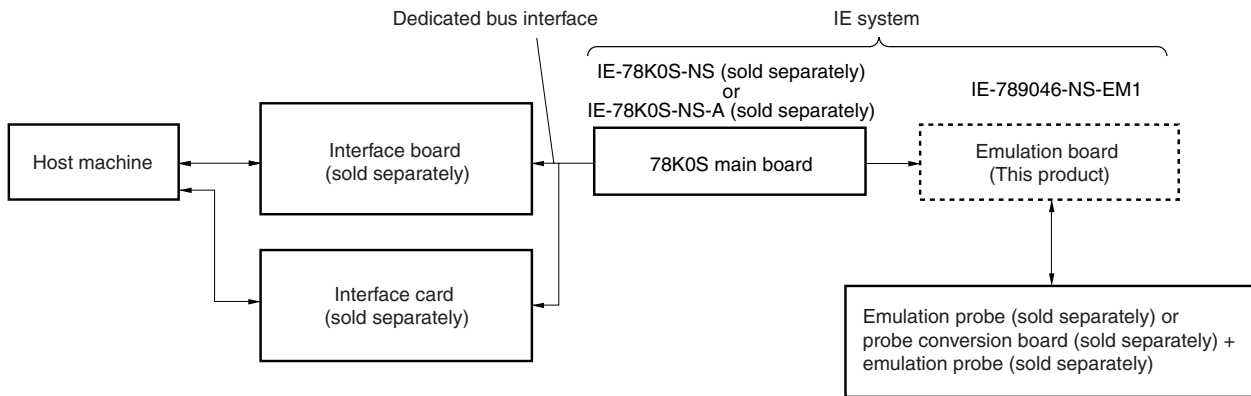 Dedicated bus interface
IE system
IE-78K0S-NS (sold separately)
or
IE-78K0S-NS-A (sold separately)
IE-789046-NS-EM1
Host machine
Interface board
(sold separately)
78K0S main board
Emulation board
(This product)
Interface card
(sold separately)
Emulation probe (sold separately) or
probe conversion board (sold separately) +
emulation probe (sold separately)